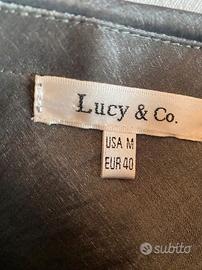 Lucy & Co.
USA M
EUR 40
subito